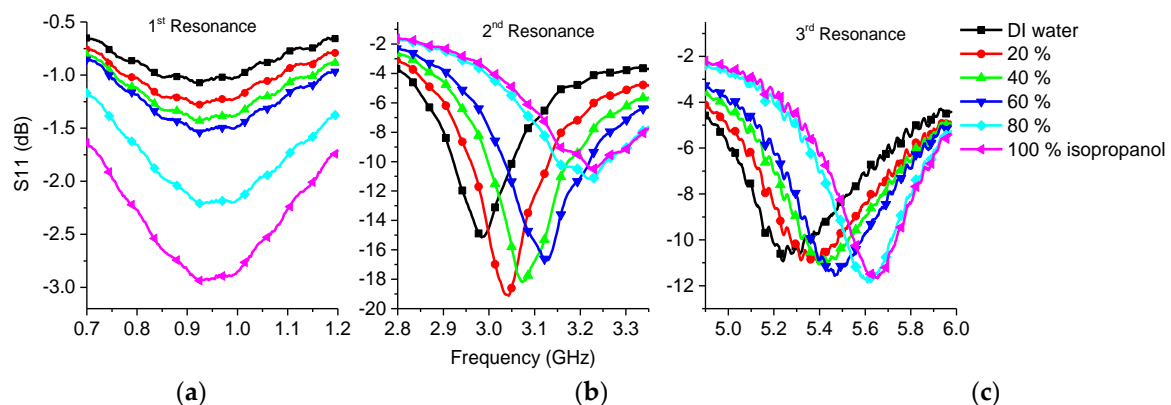 1st Resonance
-0.5
-1.0
-1.5
-2.0
-2.5
-3.0
S11 (dB)
0.7 0.8 0.9 1.0 1.1 1.2
(a)
2nd Resonance
-2
-4
-6
-8
-10
-12
-14
-16
-18
-20
2.8 2.9 3.0 3.1 3.2 3.3
Frequency (GHz)
(b)
3rd Resonance
-2
-4
-6
-8
-10
-12
5.0 5.2 5.4 5.6 5.8 6.0
(c)
DI water
20 %
40 %
60 %
80 %
100 % isopropanol